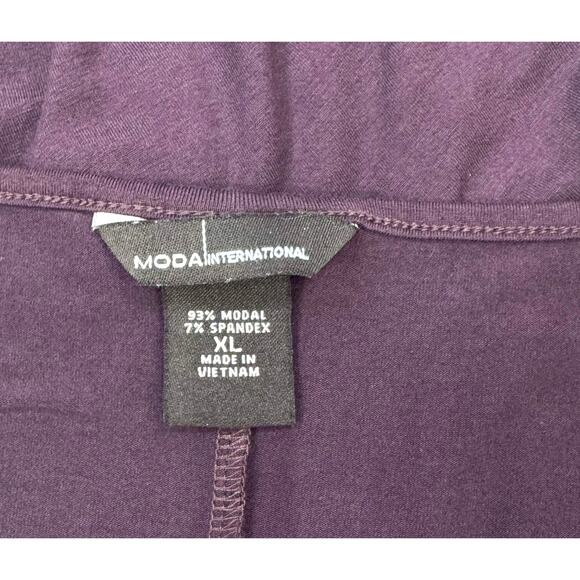 MODA INTERNATIONAL
93% MODAL
7% SPANDEX
XL
MADE IN
VIETNAM